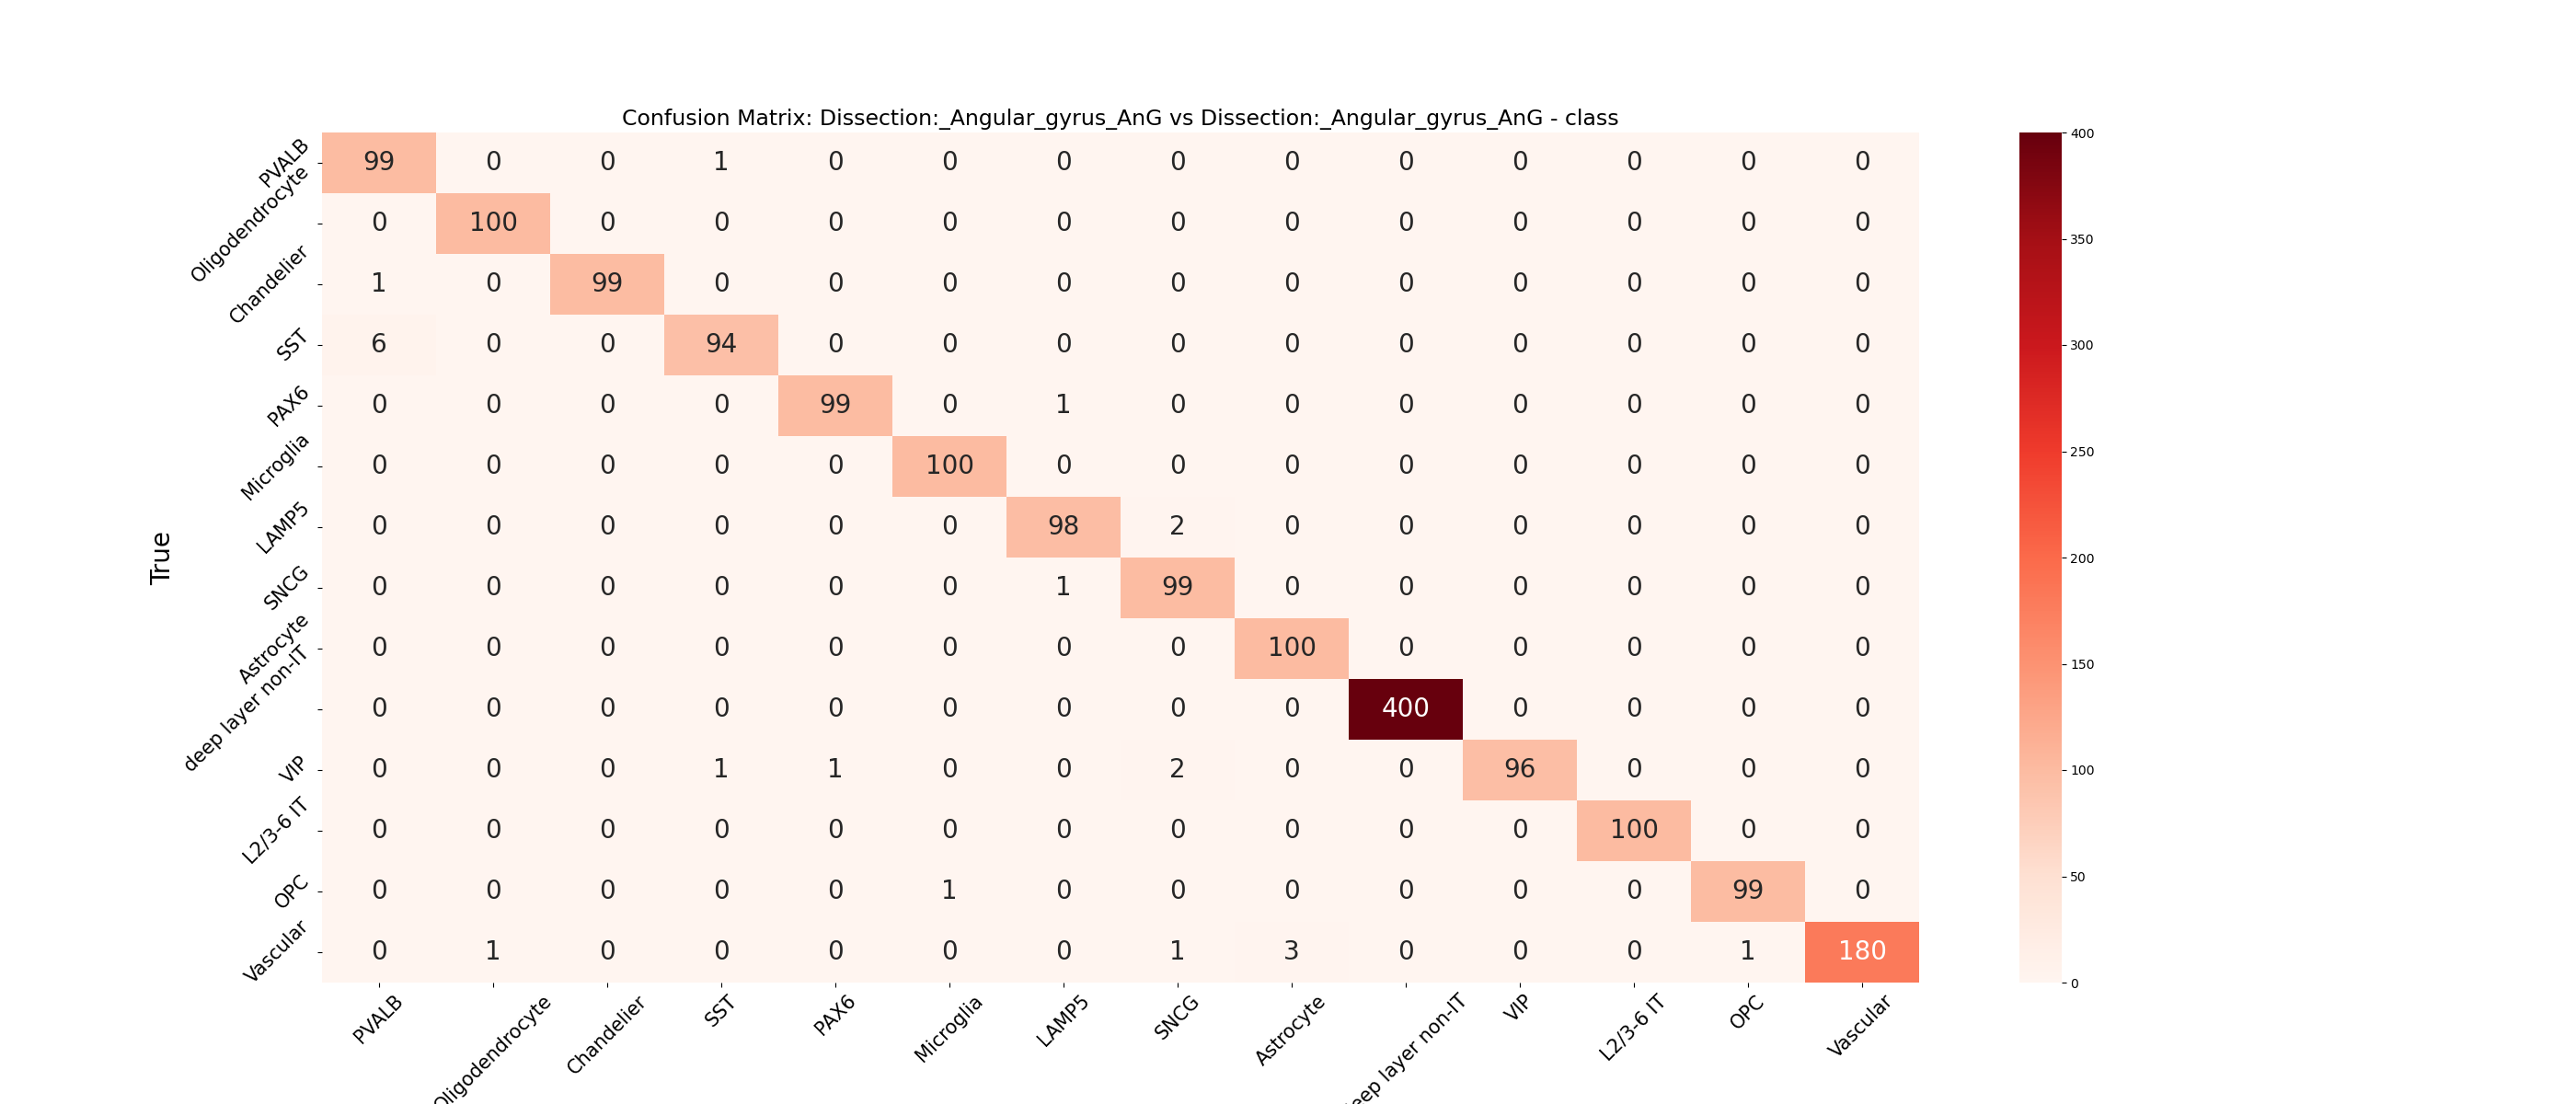 Confusion Matrix: Dissection:_Angular_gyrus_AnG vs Dissection:_Angular_gyrus_AnG - class
True
PVALB 99 0 0 1 0 0 0 0 0 0 0 0 0 0
Oligodendrocyte 0 100 0 0 0 0 0 0 0 0 0 0 0 0
Chandelier 1 0 99 0 0 0 0 0 0 0 0 0 0 0
SST 6 0 0 94 0 0 0 0 0 0 0 0 0 0
PAX6 0 0 0 0 99 0 1 0 0 0 0 0 0 0
Microglia 0 0 0 0 0 100 0 0 0 0 0 0 0 0
LAMP5 0 0 0 0 0 0 98 2 0 0 0 0 0 0
SNCG 0 0 0 0 0 0 1 99 0 0 0 0 0 0
Astrocyte 0 0 0 0 0 0 0 0 100 0 0 0 0 0
deep layer non-IT 0 0 0 0 0 0 0 0 0 400 0 0 0 0
VIP 0 0 0 1 1 0 0 2 0 0 96 0 0 0
L2/3-6 IT 0 0 0 0 0 0 0 0 0 0 0 100 0 0
OPC 0 0 0 0 0 1 0 0 0 0 0 0 99 0
Vascular 0 1 0 0 0 0 0 1 3 0 0 0 1 180
PVALB Oligodendrocyte Chandelier SST PAX6 Microglia LAMP5 SNCG Astrocyte eep layer non-IT VIP L2/3-6 IT OPC Vascular
400
350
300
250
200
150
100
50
0